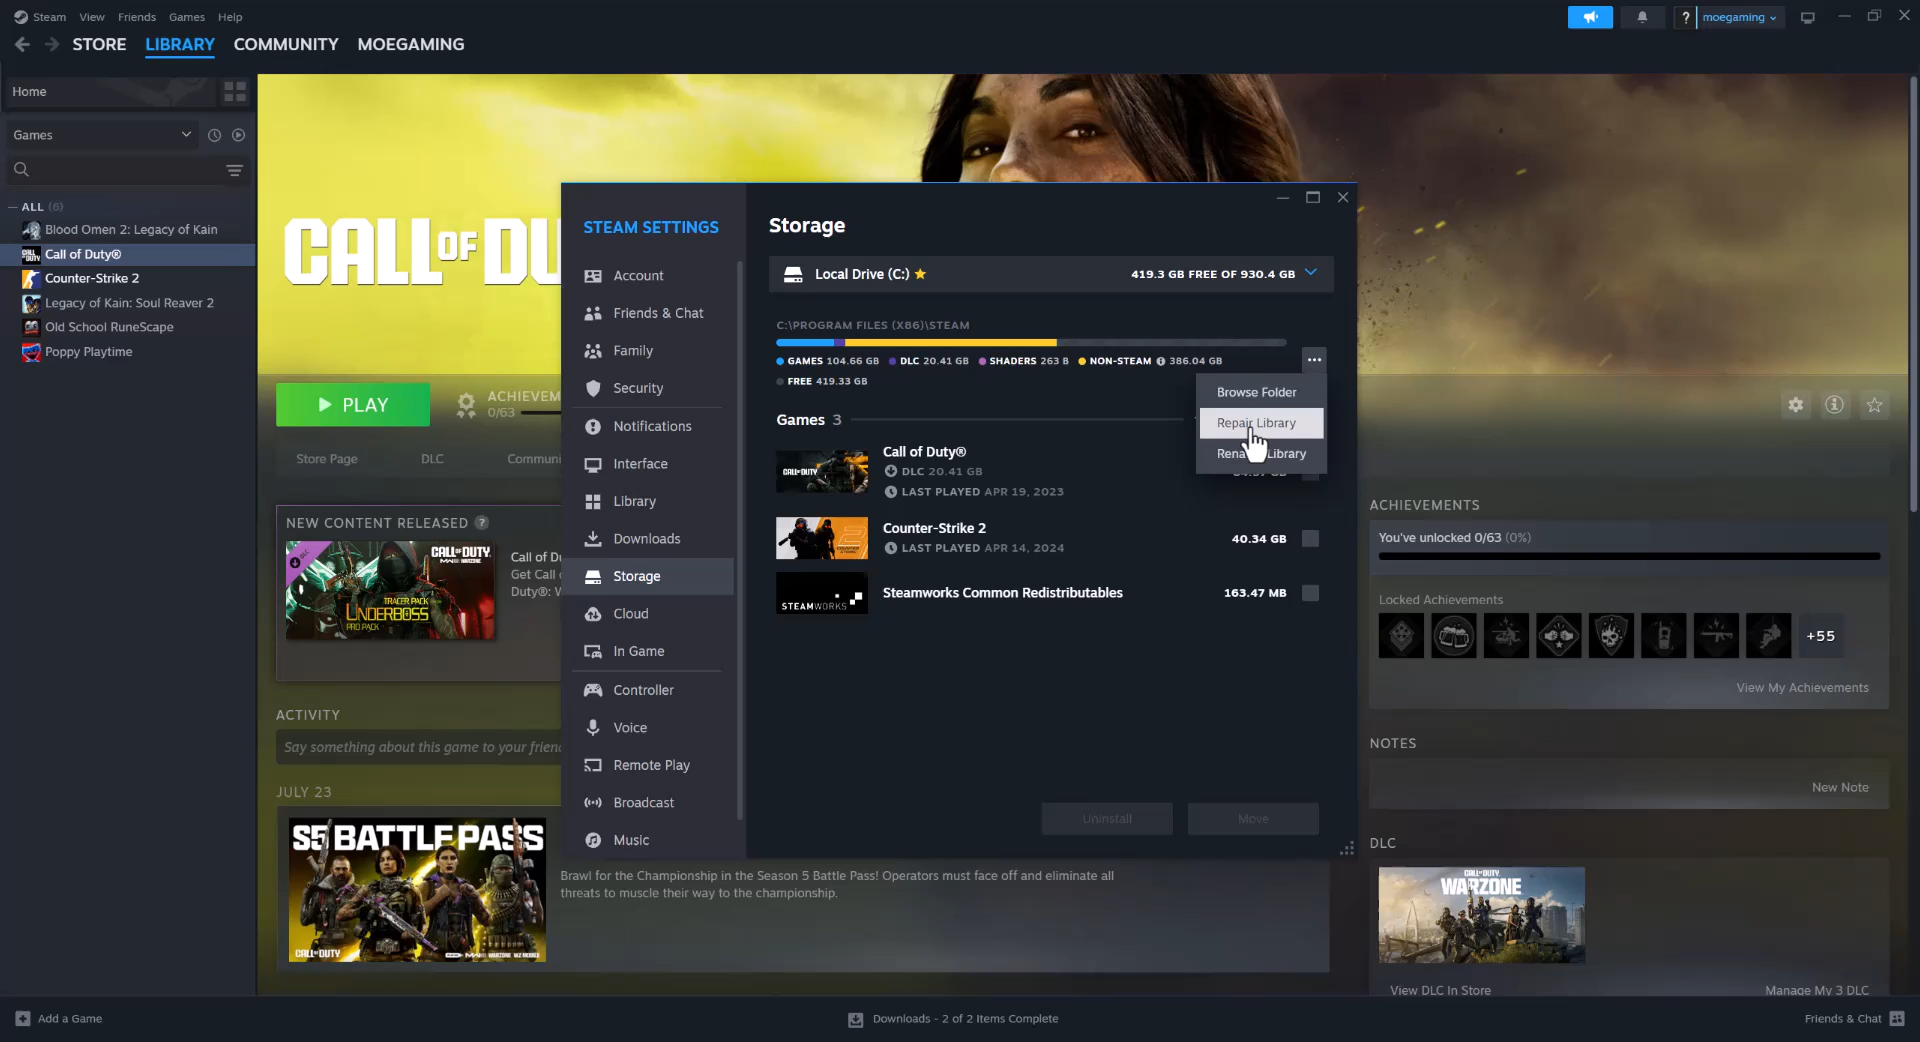 Steam View Friends Games Help
? moegaming
STORE LIBRARY COMMUNITY MOEGAMING
Home
Games
ALL (6)
Blood Omen 2: Legacy of Kain
Call of Duty®
Counter-Strike 2
Legacy of Kain: Soul Reaver 2
Old School RuneScape
Poppy Playtime
CALL OF DU
PLAY
ACHIEVEM
0/63
Store Page DLC Communi
NEW CONTENT RELEASED ?
CALL OF DUTY
TRACER PACK
UNDERBOSS
PRO PACK
Call of Du
Get Call o
Duty®: W
ACTIVITY
Say something about this game to your frien
JULY 23
S5 BATTLE PASS
CALL OF DUTY
Brawl for the Championship in the Season 5 Battle Pass! Operators must face off and eliminate all
threats to muscle their way to the championship.
STEAM SETTINGS
Account
Friends & Chat
Family
Security
Notifications
Interface
Library
Downloads
Storage
Cloud
In Game
Controller
Voice
Remote Play
Broadcast
Music
Storage
Local Drive (C:) 419.3 GB FREE OF 930.4 GB
C:\PROGRAM FILES (X86)\STEAM
GAMES 104.66 GB DLC 20.41 GB SHADERS 263 B NON-STEAM 386.04 GB
FREE 419.33 GB
Browse Folder
Repair Library
Rena Library
Games 3
CALL OF DUTY
Call of Duty®
DLC 20.41 GB
LAST PLAYED APR 19, 2023
Counter-Strike 2
LAST PLAYED APR 14, 2024
40.34 GB
STEAMWORKS
Steamworks Common Redistributables
163.47 MB
Uninstall Move
ACHIEVEMENTS
You've unlocked 0/63 (0%)
Locked Achievements
+55
View My Achievements
NOTES
New Note
DLC
CALL OF DUTY
WARZONE
View DLC In Store Manage My 3 DLC
Add a Game
Downloads - 2 of 2 Items Complete
Friends & Chat